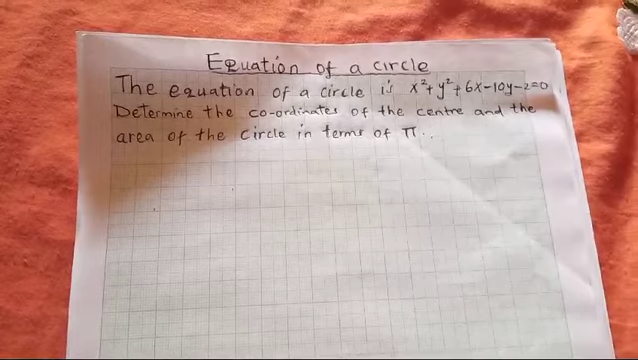 Equation of a circle
The equation of a circle is x²+y²+6x-10y-2=0
Determine the co-ordinates of the centre and the
area of the circle in terms of π..